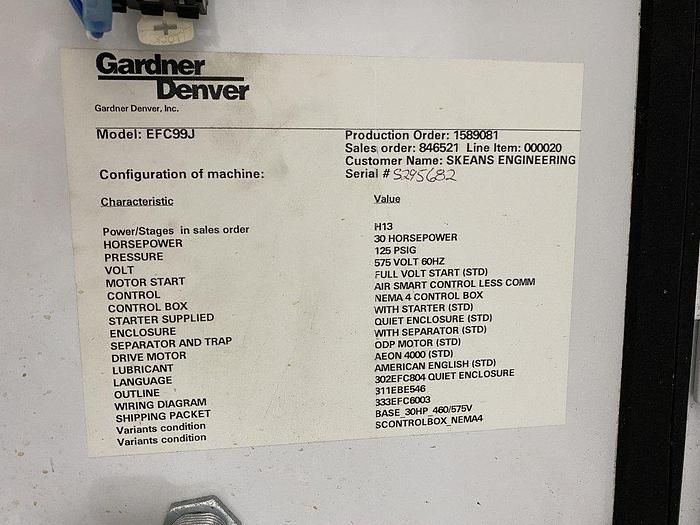 Gardner
Denver
Gardner Denver, Inc.
Model: EFC99J
Production Order: 1589081
Sales order: 846521 Line Item: 000020
Customer Name: SKEANS ENGINEERING
Configuration of machine:
Serial # S295682
Characteristic Value
Power/Stages in sales order H13
HORSEPOWER 30 HORSEPOWER
PRESSURE 125 PSIG
VOLT 575 VOLT 60HZ
MOTOR START FULL VOLT START (STD)
CONTROL AIR SMART CONTROL LESS COMM
CONTROL BOX NEMA 4 CONTROL BOX
STARTER SUPPLIED WITH STARTER (STD)
ENCLOSURE QUIET ENCLOSURE (STD)
SEPARATOR AND TRAP WITH SEPARATOR (STD)
DRIVE MOTOR ODP MOTOR (STD)
LUBRICANT AEON 4000 (STD)
LANGUAGE AMERICAN ENGLISH (STD)
OUTLINE 302EFC804 QUIET ENCLOSURE
WIRING DIAGRAM 311EBE546
SHIPPING PACKET 333EFC6003
Variants condition BASE_30HP_460/575V
Variants condition SCONTROLBOX_NEMA4